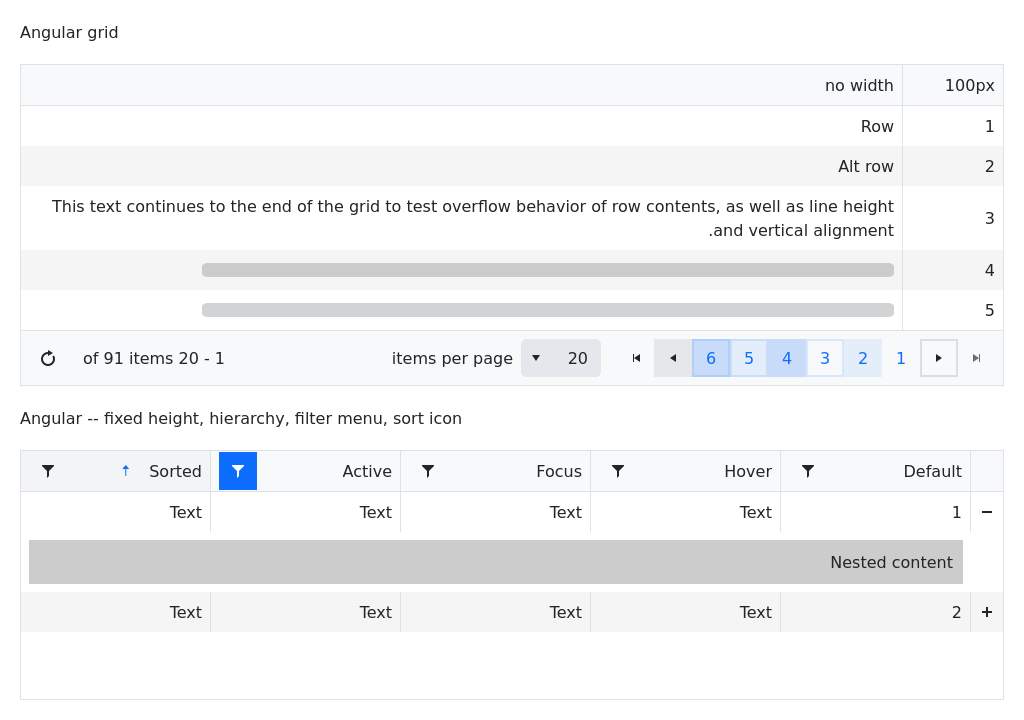 Angular grid
no width 100px
Row 1
Alt row 2
This text continues to the end of the grid to test overflow behavior of row contents, as well as line height
.and vertical alignment
3
4
5
of 91 items 20 - 1 items per page 20 6 5 4 3 2 1
Angular -- fixed height, hierarchy, filter menu, sort icon
Sorted Active Focus Hover Default
Text Text Text Text 1
Nested content
Text Text Text Text 2